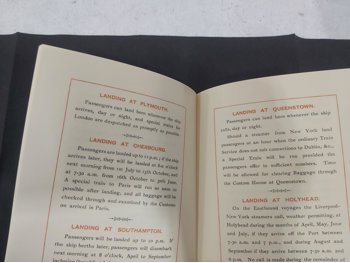 LANDING AT PLYMOUTH.
Passengers can land whenever the ship
arrives, day or night, and special trains for
London are despatched as promptly as possible.
LANDING AT CHERBOURG.
Passengers are landed up to 11 p.m.; if the ship
arrives later, they will be landed at 6.0 o'clock
next morning from 1st July to 15th October, and
at 7.30 a.m. from 16th October to 30th June.
A special train to Paris will run as soon as
possible after landing, and all baggage will be
checked through and examined by the Customs
on arrival in Paris.
LANDING AT SOUTHAMPTON.
Passengers will be landed up to 10 p.m. If
the ship berths later, passengers will disembark
next morning at 8 o'clock, April to September
LANDING AT QUEENSTOWN.
Passengers can land here whenever the ship
calls, day or night.
Should a steamer from New York land
passengers at an hour when the ordinary Train
Service does not suit connections to Dublin, &c.,
a Special Train will be run provided the
passengers offer in sufficient numbers. Time
will be allowed for clearing Baggage through
the Custom House at Queenstown.
LANDING AT HOLYHEAD.
On the Eastbound voyages the Liverpool-
New York steamers call, weather permitting, at
Holyhead during the months of April, May, June
and July, if they arrive off the Port between
7.30 a.m. and 7 p.m., and during August and
September if they arrive between 7.30 a.m. and
p.m. No call is made during the remainder of